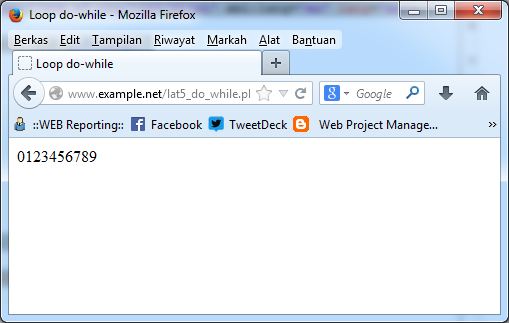 Loop do-while - Mozilla Firefox
Berkas Edit Tampilan Riwayat Markah Alat Bantuan
Loop do-while
www.example.net/lat5_do_while.pl Google
::WEB Reporting:: Facebook TweetDeck Web Project Manage...
0123456789